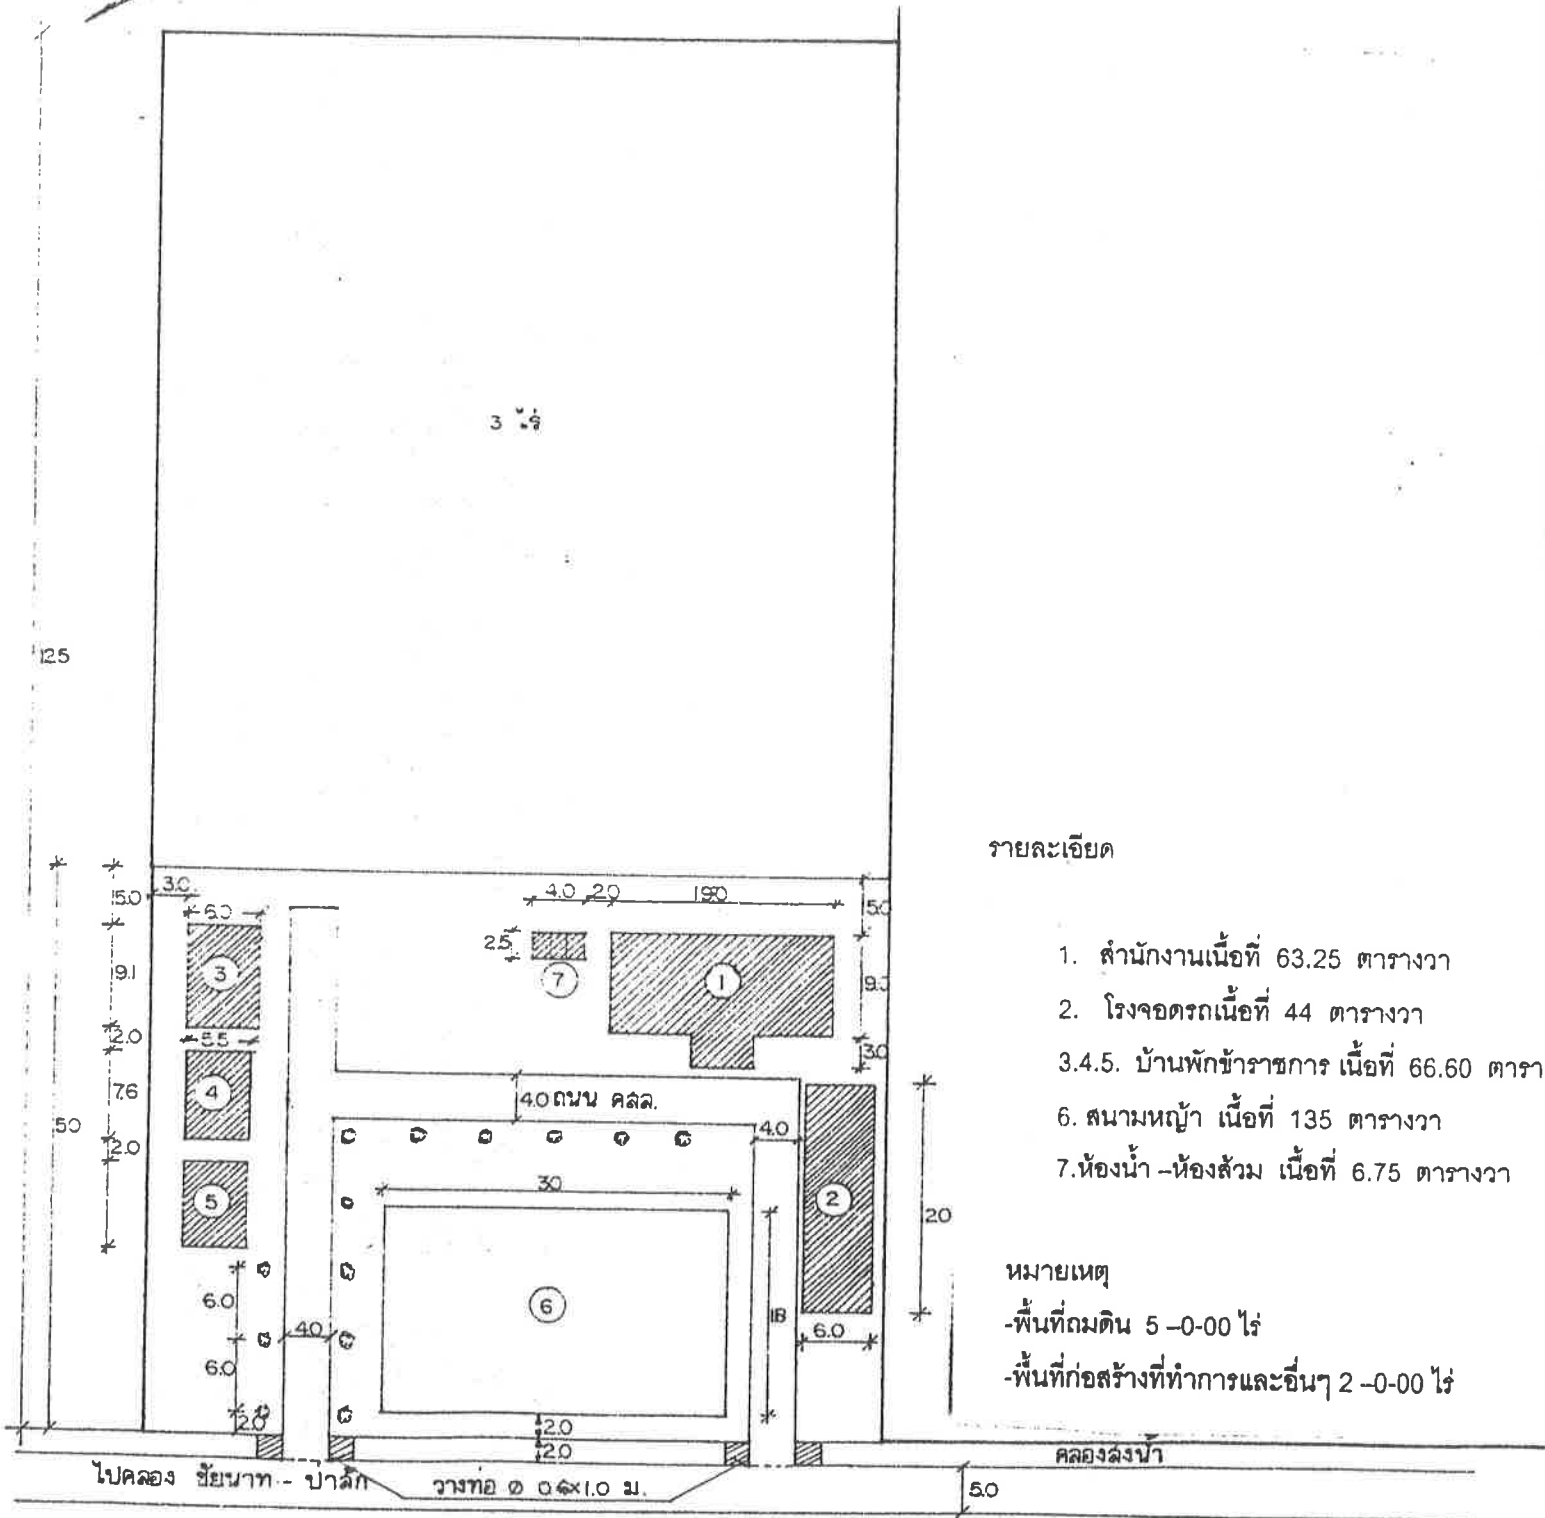 3 ไร่
125
รายละเอียด
3.0
4.0 2.0 19.0
5.0
5.0
6.0
2.5
3
7
1
9.1
9.0
1. สำนักงานเนื้อที่ 63.25 ตารางวา
2. โรงจอดรถเนื้อที่ 44 ตารางวา
2.0
5.5
3.0
3.4.5. บ้านพักข้าราชการ เนื้อที่ 66.60 ตารา
7.6
4
4.0 ถนน คสล.
50
4.0
6. สนามหญ้า เนื้อที่ 135 ตารางวา
2.0
7.ห้องน้ำ –ห้องส้วม เนื้อที่ 6.75 ตารางวา
30
5
2
20
หมายเหตุ
6.0
6
18
-พื้นที่ถมดิน 5 –0-00 ไร่
4.0
6.0
6.0
-พื้นที่ก่อสร้างที่ทำการและอื่นๆ 2 –0-00 ไร่
2.0
2.0
2.0
คลองส่งน้ำ
ไปคลอง ชัยนาท - ป่าสัก
วางท่อ ø 0.6×1.0 ม.
5.0